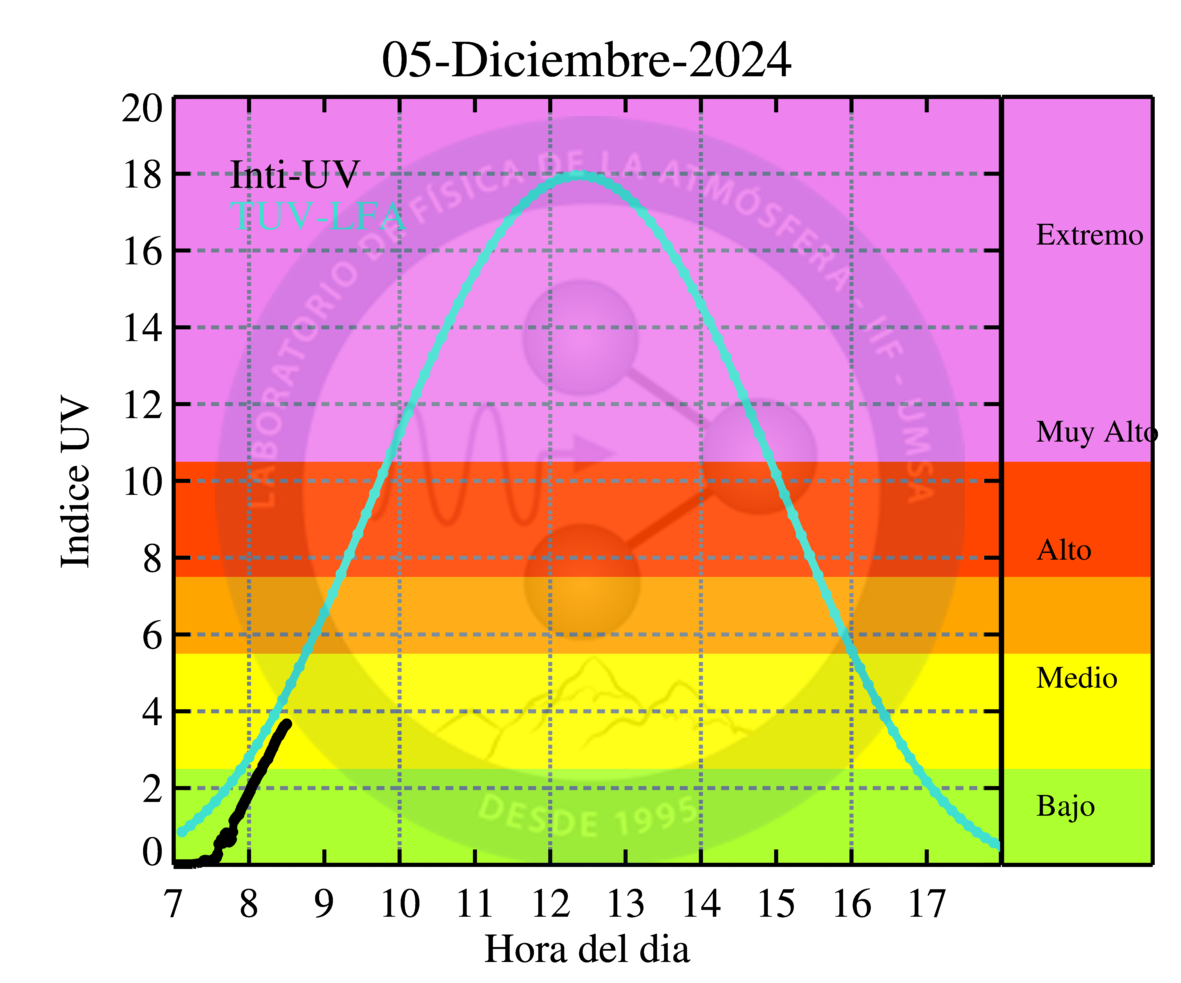 05-Diciembre-2024
20
18
16
14
12
10
8
6
4
2
0
Indice UV
Inti-UV
TUV-LFA
LABORATORIO DE FÍSICA DE LA ATMÓSFERA - IIF - UMSA
DESDE 1995
Extremo
Muy Alto
Alto
Medio
Bajo
7 8 9 10 11 12 13 14 15 16 17
Hora del dia